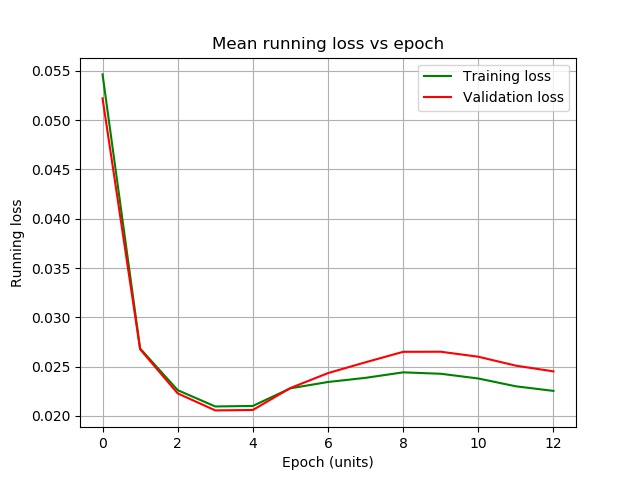 Mean running loss vs epoch
Training loss
Validation loss
0.055
0.050
0.045
0.040
0.035
0.030
0.025
0.020
Running loss
0 2 4 6 8 10 12
Epoch (units)